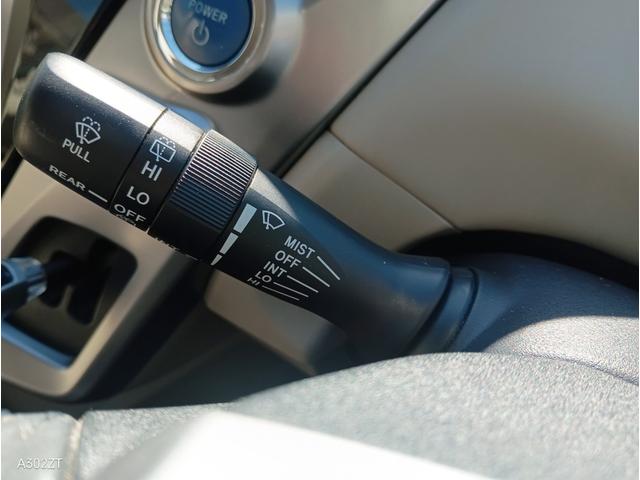 POWER
PULL
REAR
HI
LO
OFF
MIST
OFF
INT
LO
HI
A302ZT